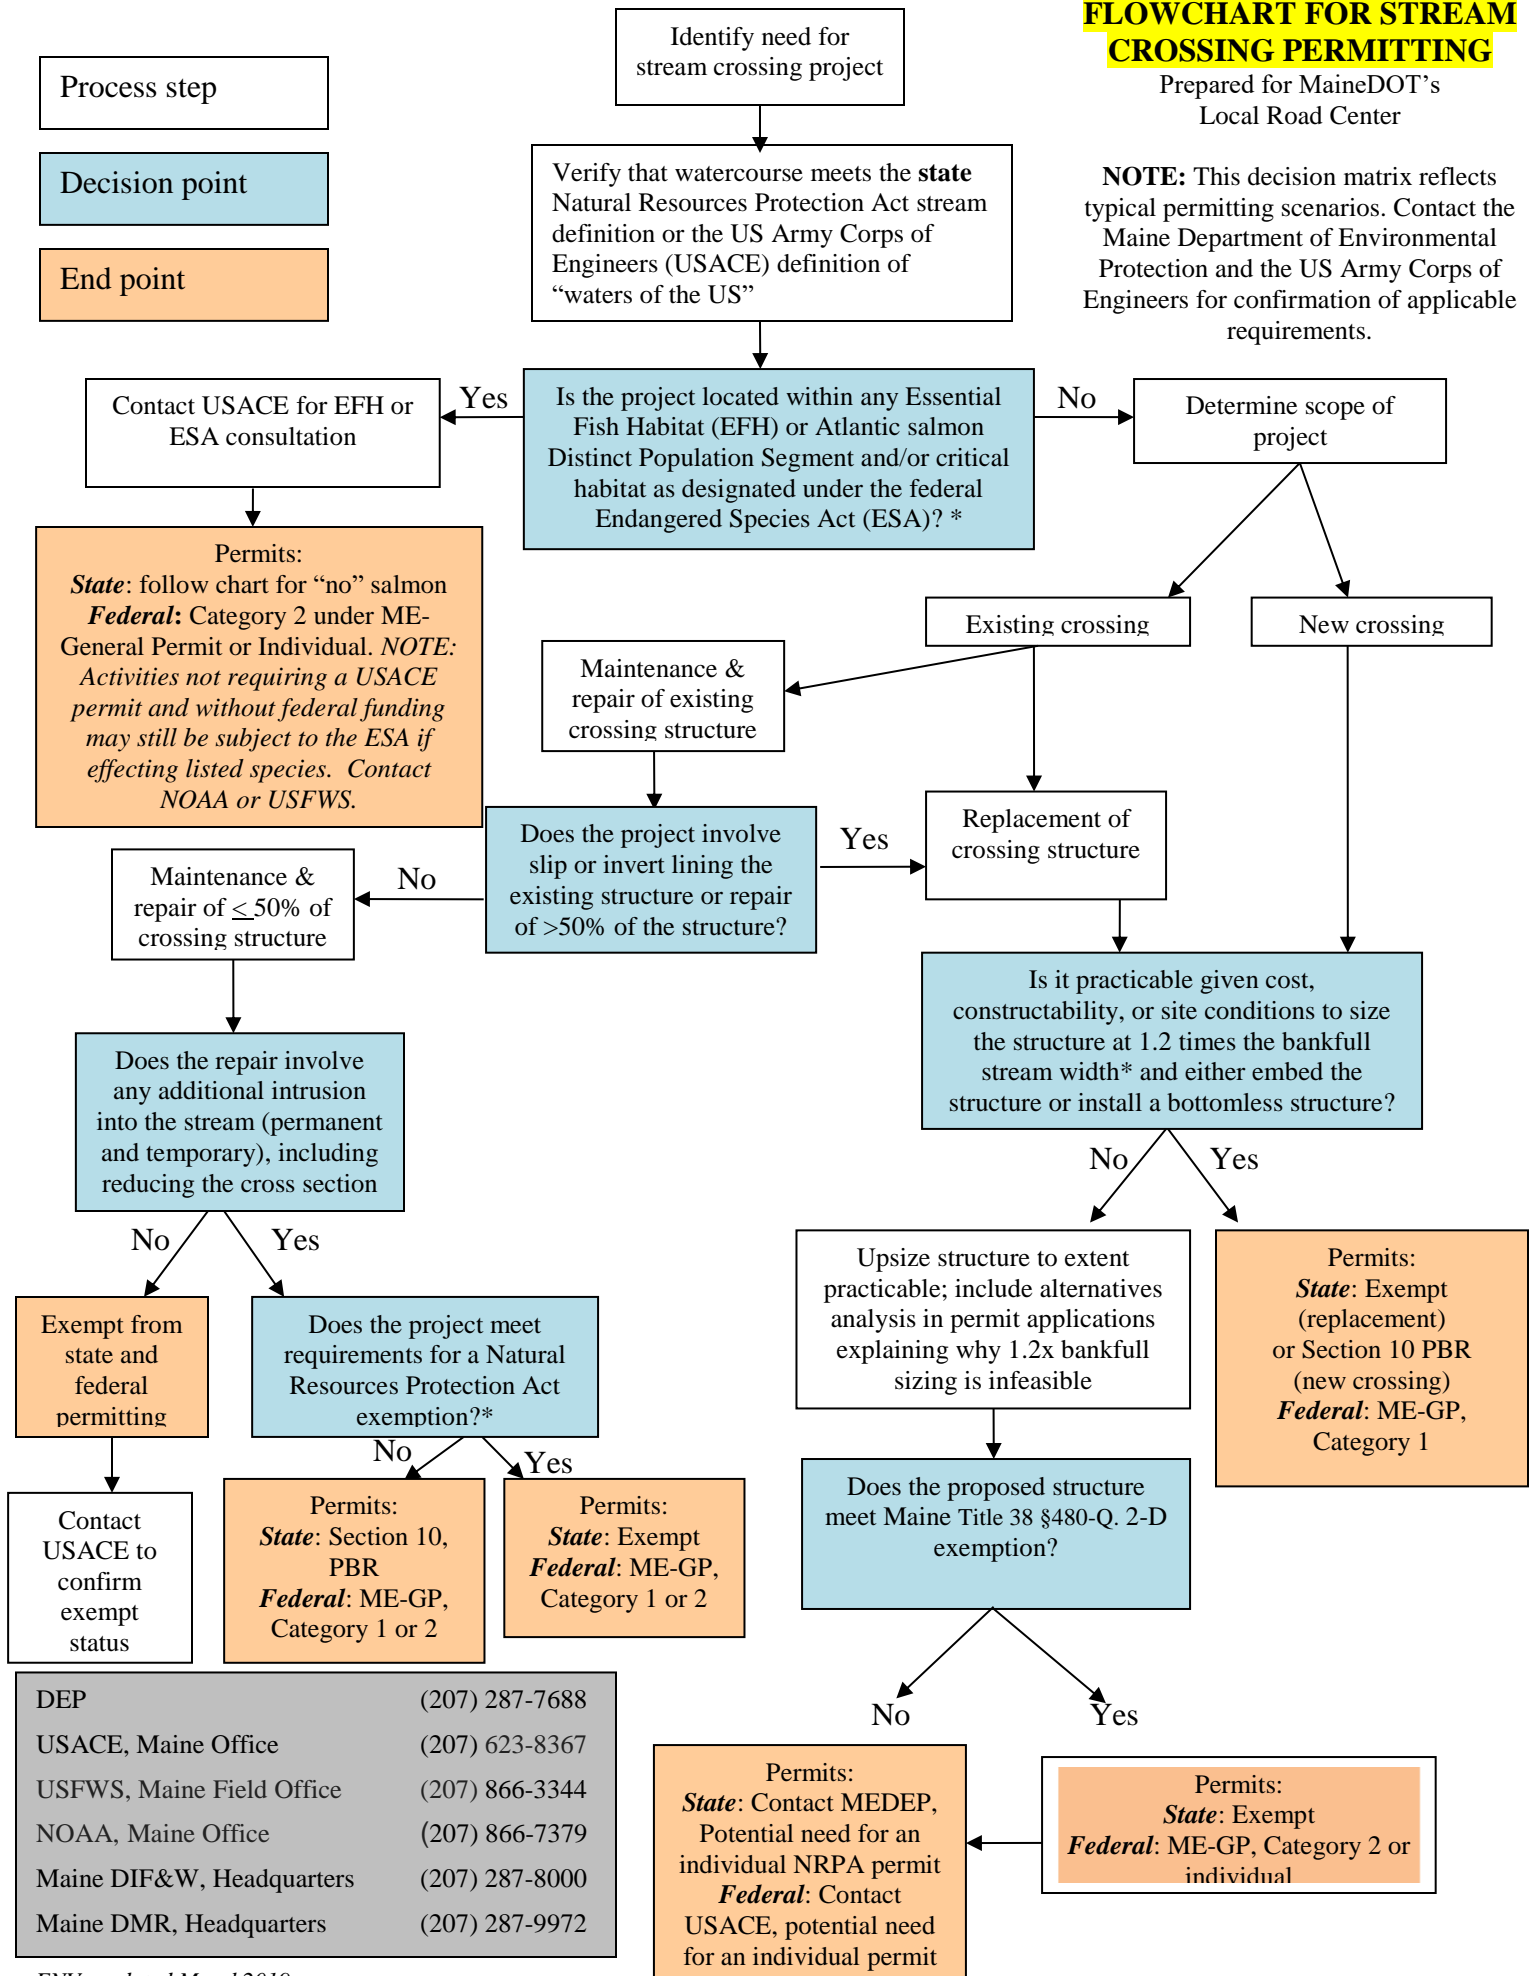 FLOWCHART FOR STREAM
CROSSING PERMITTING
Prepared for MaineDOT's
Local Road Center
NOTE: This decision matrix reflects
typical permitting scenarios. Contact the
Maine Department of Environmental
Protection and the US Army Corps of
Engineers for confirmation of applicable
requirements.
Process step
Decision point
End point
Identify need for
stream crossing project
Verify that watercourse meets the state
Natural Resources Protection Act stream
definition or the US Army Corps of
Engineers (USACE) definition of
“waters of the US”
Is the project located within any Essential
Fish Habitat (EFH) or Atlantic salmon
Distinct Population Segment and/or critical
habitat as designated under the federal
Endangered Species Act (ESA)? *
Yes
No
Contact USACE for EFH or
ESA consultation
Permits:
State: follow chart for “no” salmon
Federal: Category 2 under ME-
General Permit or Individual. NOTE:
Activities not requiring a USACE
permit and without federal funding
may still be subject to the ESA if
effecting listed species. Contact
NOAA or USFWS.
Determine scope of
project
Existing crossing
New crossing
Maintenance &
repair of existing
crossing structure
Does the project involve
slip or invert lining the
existing structure or repair
of >50% of the structure?
Yes
No
Replacement of
crossing structure
Maintenance &
repair of < 50% of
crossing structure
Does the repair involve
any additional intrusion
into the stream (permanent
and temporary), including
reducing the cross section
No
Yes
Exempt from
state and
federal
permitting
Contact
USACE to
confirm
exempt
status
Does the project meet
requirements for a Natural
Resources Protection Act
exemption?*
No
Yes
Permits:
State: Section 10,
PBR
Federal: ME-GP,
Category 1 or 2
Permits:
State: Exempt
Federal: ME-GP,
Category 1 or 2
Is it practicable given cost,
constructability, or site conditions to size
the structure at 1.2 times the bankfull
stream width* and either embed the
structure or install a bottomless structure?
No
Yes
Upsize structure to extent
practicable; include alternatives
analysis in permit applications
explaining why 1.2x bankfull
sizing is infeasible
Permits:
State: Exempt
(replacement)
or Section 10 PBR
(new crossing)
Federal: ME-GP,
Category 1
Does the proposed structure
meet Maine Title 38 §480-Q. 2-D
exemption?
No
Yes
Permits:
State: Contact MEDEP,
Potential need for an
individual NRPA permit
Federal: Contact
USACE, potential need
for an individual permit
Permits:
State: Exempt
Federal: ME-GP, Category 2 or
individual
DEP (207) 287-7688
USACE, Maine Office (207) 623-8367
USFWS, Maine Field Office (207) 866-3344
NOAA, Maine Office (207) 866-7379
Maine DIF&W, Headquarters (207) 287-8000
Maine DMR, Headquarters (207) 287-9972